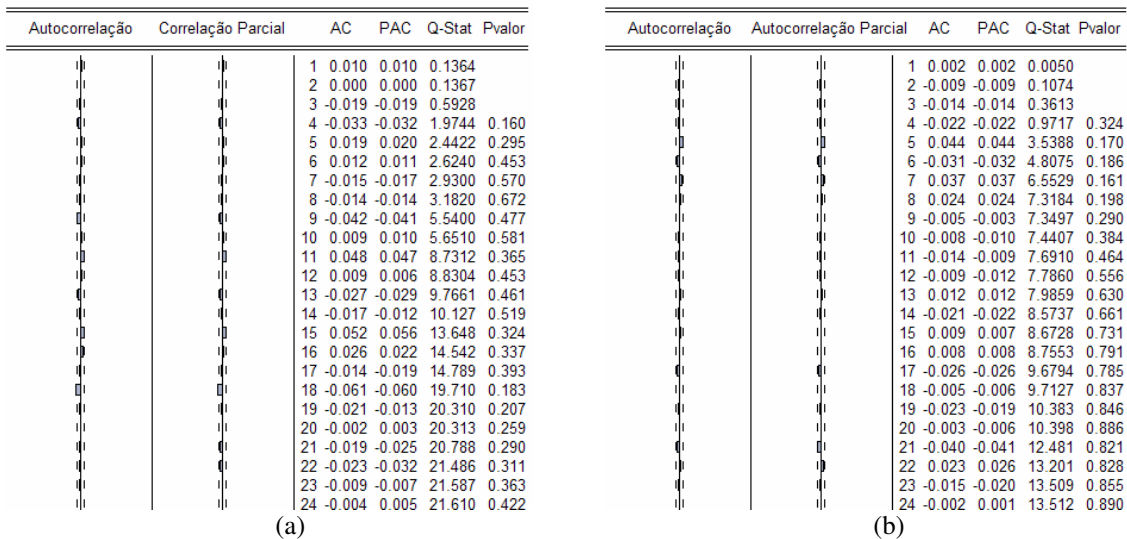 Autocorrelação Correlação Parcial AC PAC Q-Stat Pvalor
1 0.010 0.010 0.1364
2 0.000 0.000 0.1367
3 -0.019 -0.019 0.5928
4 -0.033 -0.032 1.9744 0.160
5 0.019 0.020 2.4422 0.295
6 0.012 0.011 2.6240 0.453
7 -0.015 -0.017 2.9300 0.570
8 -0.014 -0.014 3.1820 0.672
9 -0.042 -0.041 5.5400 0.477
10 0.009 0.010 5.6510 0.581
11 0.048 0.047 8.7312 0.365
12 0.009 0.006 8.8304 0.453
13 -0.027 -0.029 9.7661 0.461
14 -0.017 -0.012 10.127 0.519
15 0.052 0.056 13.648 0.324
16 0.026 0.022 14.542 0.337
17 -0.014 -0.019 14.789 0.393
18 -0.061 -0.060 19.710 0.183
19 -0.021 -0.013 20.310 0.207
20 -0.002 0.003 20.313 0.259
21 -0.019 -0.025 20.788 0.290
22 -0.023 -0.032 21.486 0.311
23 -0.009 -0.007 21.587 0.363
24 -0.004 0.005 21.610 0.422
(a)
Autocorrelação Autocorrelação Parcial AC PAC Q-Stat Pvalor
1 0.002 0.002 0.0050
2 -0.009 -0.009 0.1074
3 -0.014 -0.014 0.3613
4 -0.022 -0.022 0.9717 0.324
5 0.044 0.044 3.5388 0.170
6 -0.031 -0.032 4.8075 0.186
7 0.037 0.037 6.5529 0.161
8 0.024 0.024 7.3184 0.198
9 -0.005 -0.003 7.3497 0.290
10 -0.008 -0.010 7.4407 0.384
11 -0.014 -0.009 7.6910 0.464
12 -0.009 -0.012 7.7860 0.556
13 0.012 0.012 7.9859 0.630
14 -0.021 -0.022 8.5737 0.661
15 0.009 0.007 8.6728 0.731
16 0.008 0.008 8.7553 0.791
17 -0.026 -0.026 9.6794 0.785
18 -0.005 -0.006 9.7127 0.837
19 -0.023 -0.019 10.383 0.846
20 -0.003 -0.006 10.398 0.886
21 -0.040 -0.041 12.481 0.821
22 0.023 0.026 13.201 0.828
23 -0.015 -0.020 13.509 0.855
24 -0.002 0.001 13.512 0.890
(b)